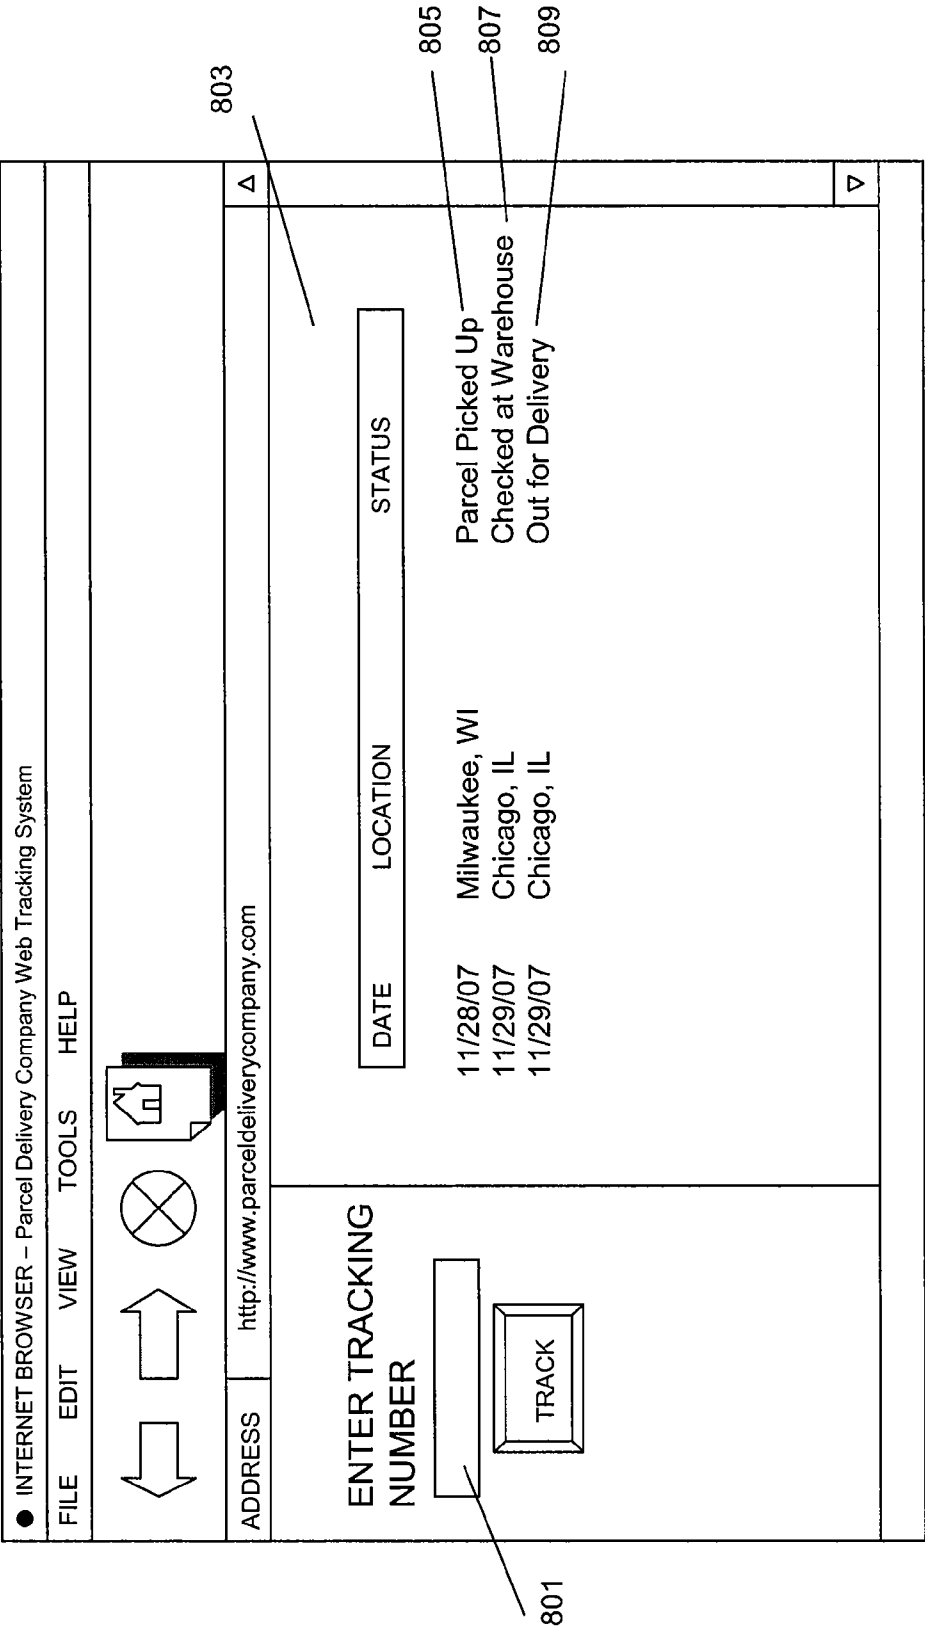 ● INTERNET BROWSER – Parcel Delivery Company Web Tracking System
FILE EDIT VIEW TOOLS HELP
ADDRESS http://www.parceldeliverycompany.com
803
ENTER TRACKING
NUMBER
TRACK
801
DATE LOCATION STATUS
11/28/07 Milwaukee, WI Parcel Picked Up 805
11/29/07 Chicago, IL Checked at Warehouse 807
11/29/07 Chicago, IL Out for Delivery 809